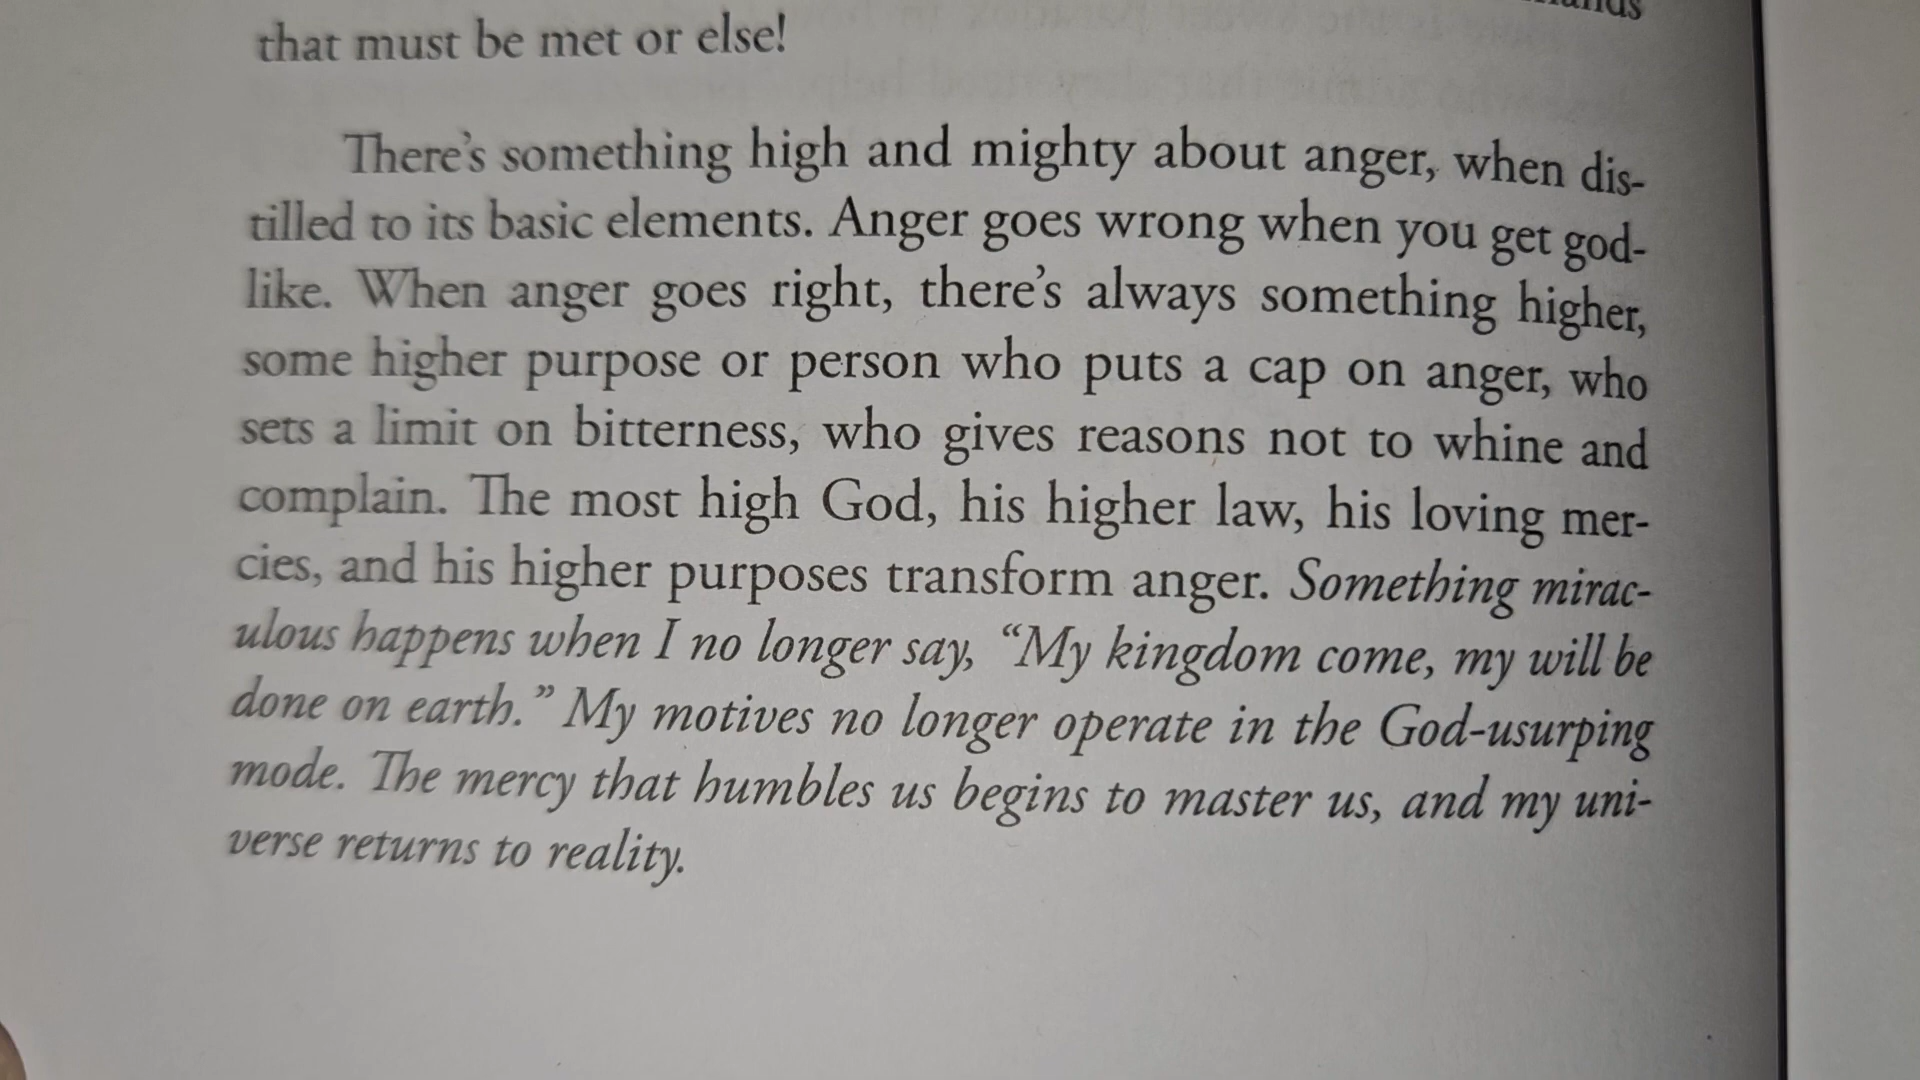 that must be met or else!
There's something high and mighty about anger, when dis-
tilled to its basic elements. Anger goes wrong when you get god-
like. When anger goes right, there's always something higher,
some higher purpose or person who puts a cap on anger, who
sets a limit on bitterness, who gives reasons not to whine and
complain. The most high God, his higher law, his loving mer-
cies, and his higher purposes transform anger. Something mirac-
ulous happens when I no longer say, “My kingdom come, my will be
done on earth.” My motives no longer operate in the God-usurping
mode. The mercy that humbles us begins to master us, and my uni-
verse returns to reality.